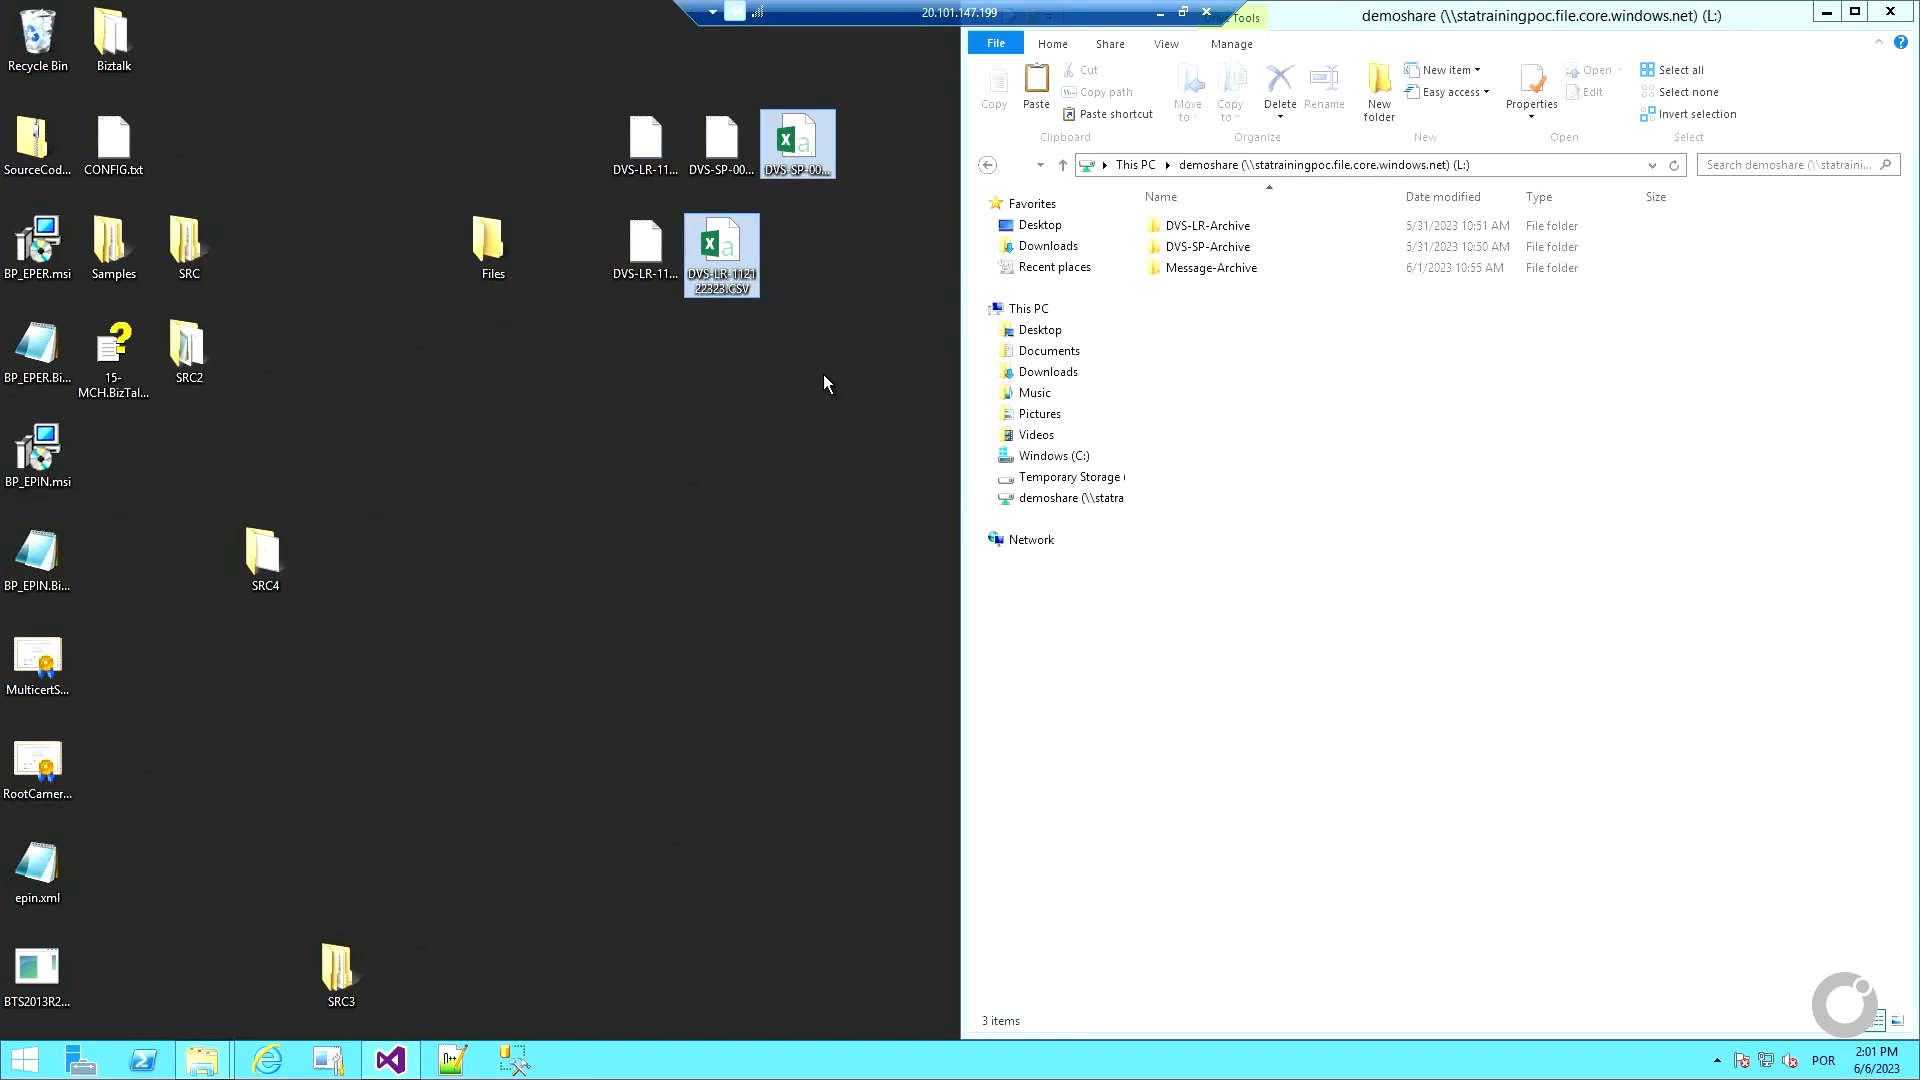 20.101.147.199
Tools
demoshare (\\statrainingpoc.file.core.windows.net) (L:)
File
Home
Share
View
Manage
Copy
Paste
Cut
Copy path
Paste shortcut
Move to
Copy to
Delete
Rename
New folder
New item
Easy access
Properties
Open
Edit
Select all
Select none
Invert selection
Clipboard
Organize
New
Open
Select
This PC
demoshare (\\statrainingpoc.file.core.windows.net) (L:)
Search demoshare (\\statraini...
Name
Date modified
Type
Size
DVS-LR-Archive
5/31/2023 10:51 AM
File folder
DVS-SP-Archive
5/31/2023 10:50 AM
File folder
Message-Archive
6/1/2023 10:55 AM
File folder
Favorites
Desktop
Downloads
Recent places
This PC
Desktop
Documents
Downloads
Music
Pictures
Videos
Windows (C:)
Temporary Storage (
demoshare (\\statra
Network
3 items
Recycle Bin
Biztalk
SourceCod...
CONFIG.txt
DVS-LR-11...
DVS-SP-00...
DVS-SP-00...
BP_EPER.msi
Samples
SRC
Files
DVS-LR-11...
DVS-LR-1121
22323.CSV
BP_EPER.Bi...
15-
MCH.BizTal...
SRC2
BP_EPIN.msi
BP_EPIN.Bi...
SRC4
MulticertS...
RootCamer...
epin.xml
BTS2013R2...
SRC3
POR
2:01 PM
6/6/2023